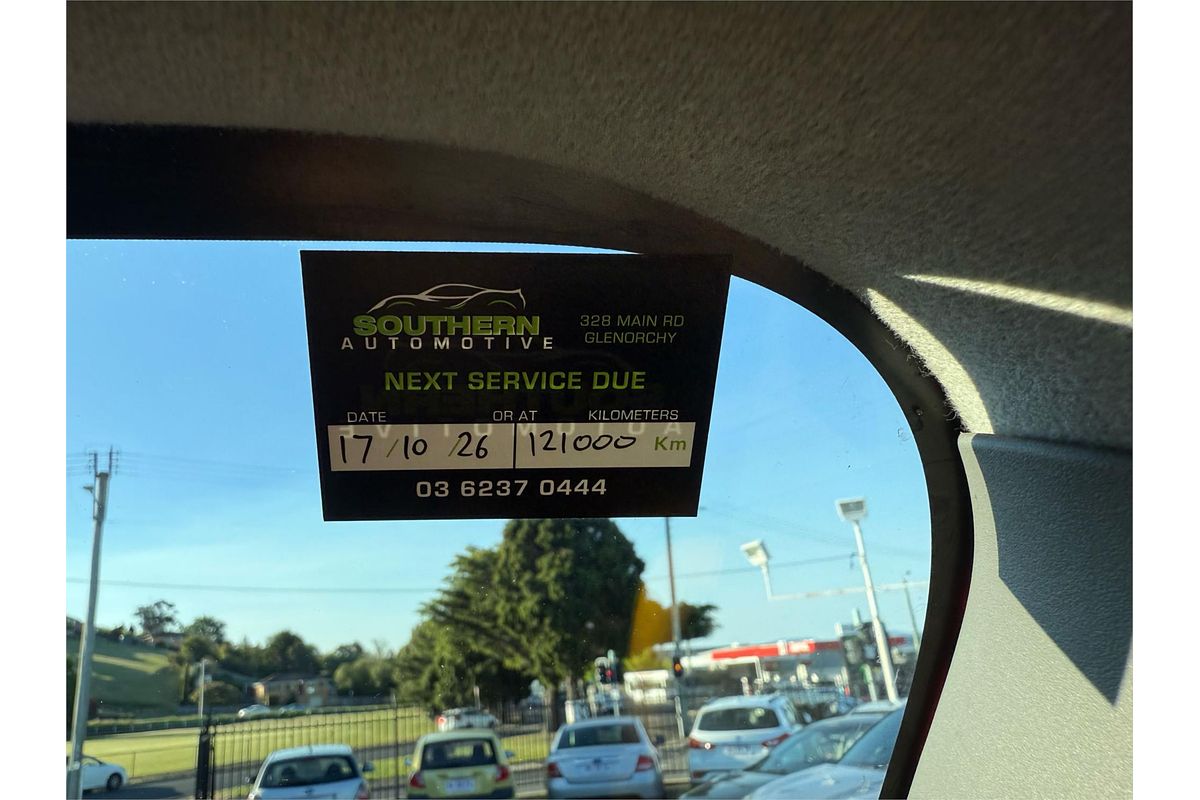 SOUTHERN
AUTOMOTIVE
328 MAIN RD
GLENORCHY
NEXT SERVICE DUE
DATE OR AT KILOMETERS
17/10/26 121000 Km
03 6237 0444